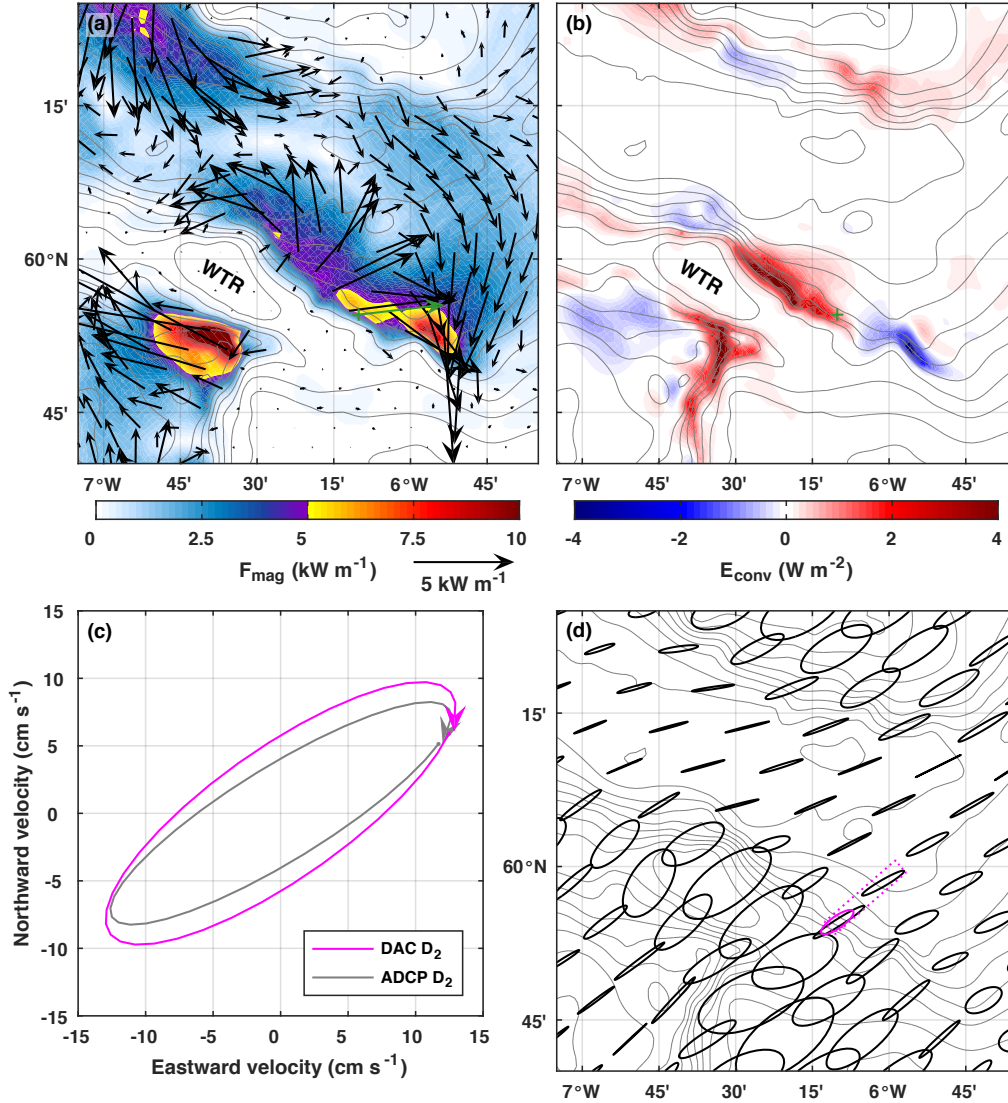 (a)
(b)
15'
60°N
45'
WTR
WTR
7°W 45' 30' 15' 6°W 45'
7°W 45' 30' 15' 6°W 45'
0 2.5 5 7.5 10
-4 -2 0 2 4
F_mag (kW m⁻¹)
5 kW m⁻¹
E_conv (W m⁻²)
(c)
(d)
15
10
5
0
-5
-10
-15
Northward velocity (cm s⁻¹)
DAC D₂
ADCP D₂
-15 -10 -5 0 5 10 15
Eastward velocity (cm s⁻¹)
15'
60°N
45'
7°W 45' 30' 15' 6°W 45'